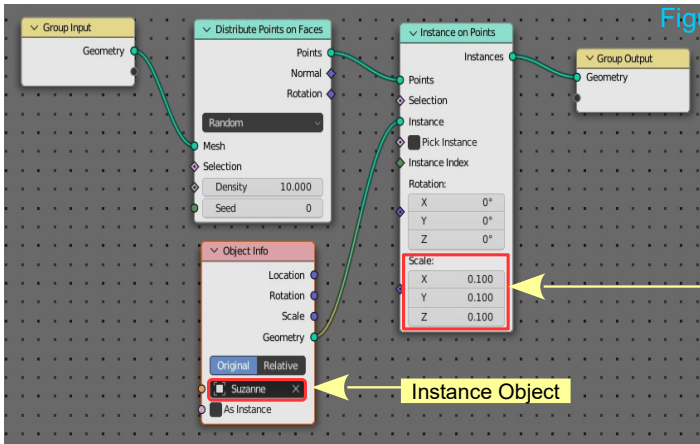 Figu
Group Input
Geometry
Distribute Points on Faces
Points
Normal
Rotation
Random
Mesh
Selection
Density 10.000
Seed 0
Instance on Points
Instances
Points
Selection
Instance
Pick Instance
Instance Index
Rotation:
X 0°
Y 0°
Z 0°
Scale:
X 0.100
Y 0.100
Z 0.100
Group Output
Geometry
Object Info
Location
Rotation
Scale
Geometry
Original Relative
Suzanne
As Instance
Instance Object